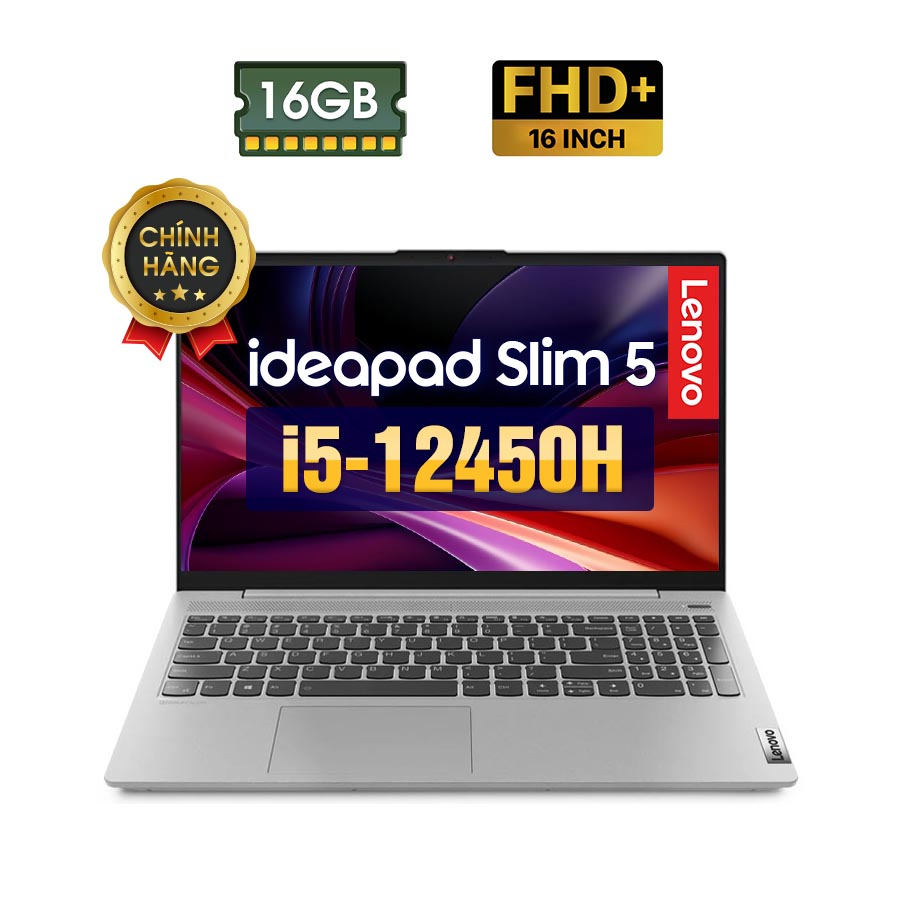 16GB
FHD+
16 INCH
CHÍNH
HÃNG
Lenovo
ideapad Slim 5
i5-12450H
Lenovo